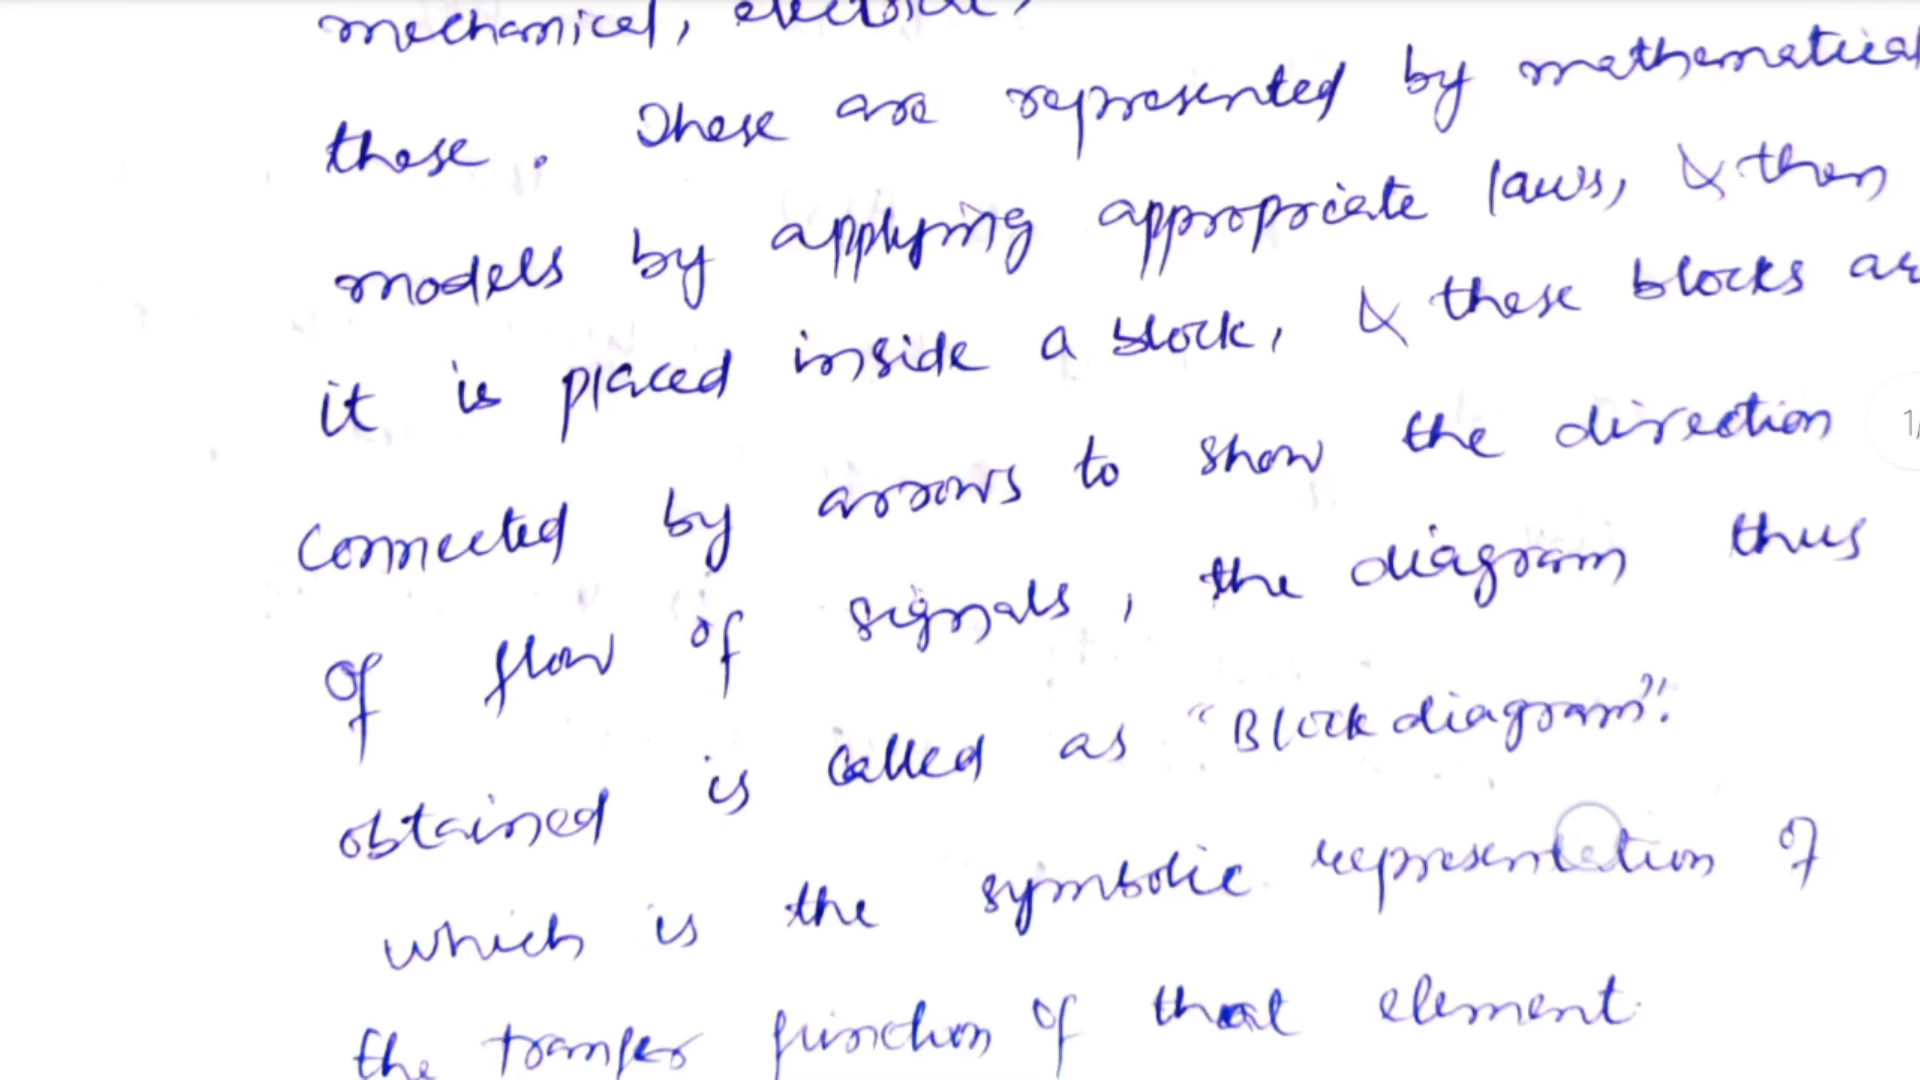 mechanical, electrical,
these. These are represented by mathematical
models by applying appropriate laws, & then
it is placed inside a block, & these blocks are
connected by arrows to show the direction
of flow of signals, the diagram thus
obtained is called as "Block diagram".
which is the symbolic representation of
the transfer function of that element